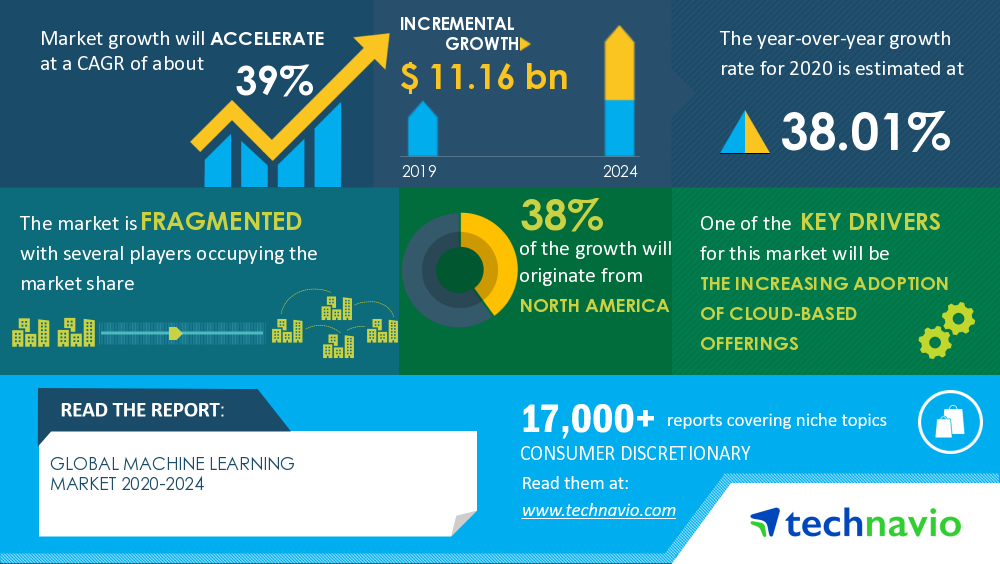 Market growth will ACCELERATE
at a CAGR of about
39%
INCREMENTAL
GROWTH
$ 11.16 bn
2019
2024
The year-over-year growth
rate for 2020 is estimated at
38.01%
The market is FRAGMENTED
with several players occupying the
market share
38%
of the growth will
originate from
NORTH AMERICA
One of the KEY DRIVERS
for this market will be
THE INCREASING ADOPTION
OF CLOUD-BASED
OFFERINGS
READ THE REPORT:
GLOBAL MACHINE LEARNING
MARKET 2020-2024
17,000+ reports covering niche topics
CONSUMER DISCRETIONARY
Read them at:
www.technavio.com
technavio